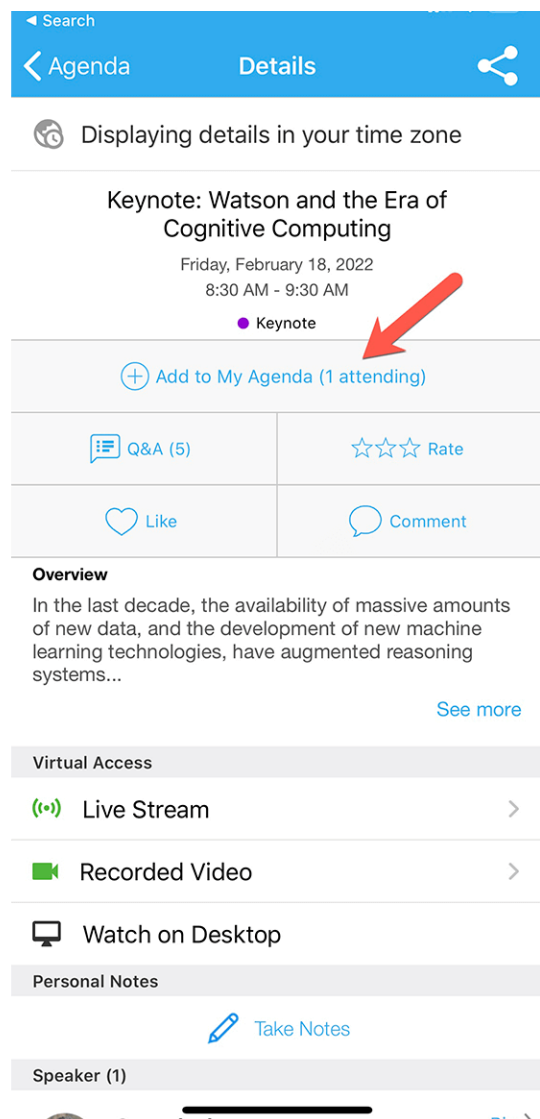 Search
Agenda
Details
Displaying details in your time zone
Keynote: Watson and the Era of
Cognitive Computing
Friday, February 18, 2022
8:30 AM - 9:30 AM
Keynote
Add to My Agenda (1 attending)
Q&A (5)
Rate
Like
Comment
Overview
In the last decade, the availability of massive amounts
of new data, and the development of new machine
learning technologies, have augmented reasoning
systems...
See more
Virtual Access
Live Stream
Recorded Video
Watch on Desktop
Personal Notes
Take Notes
Speaker (1)